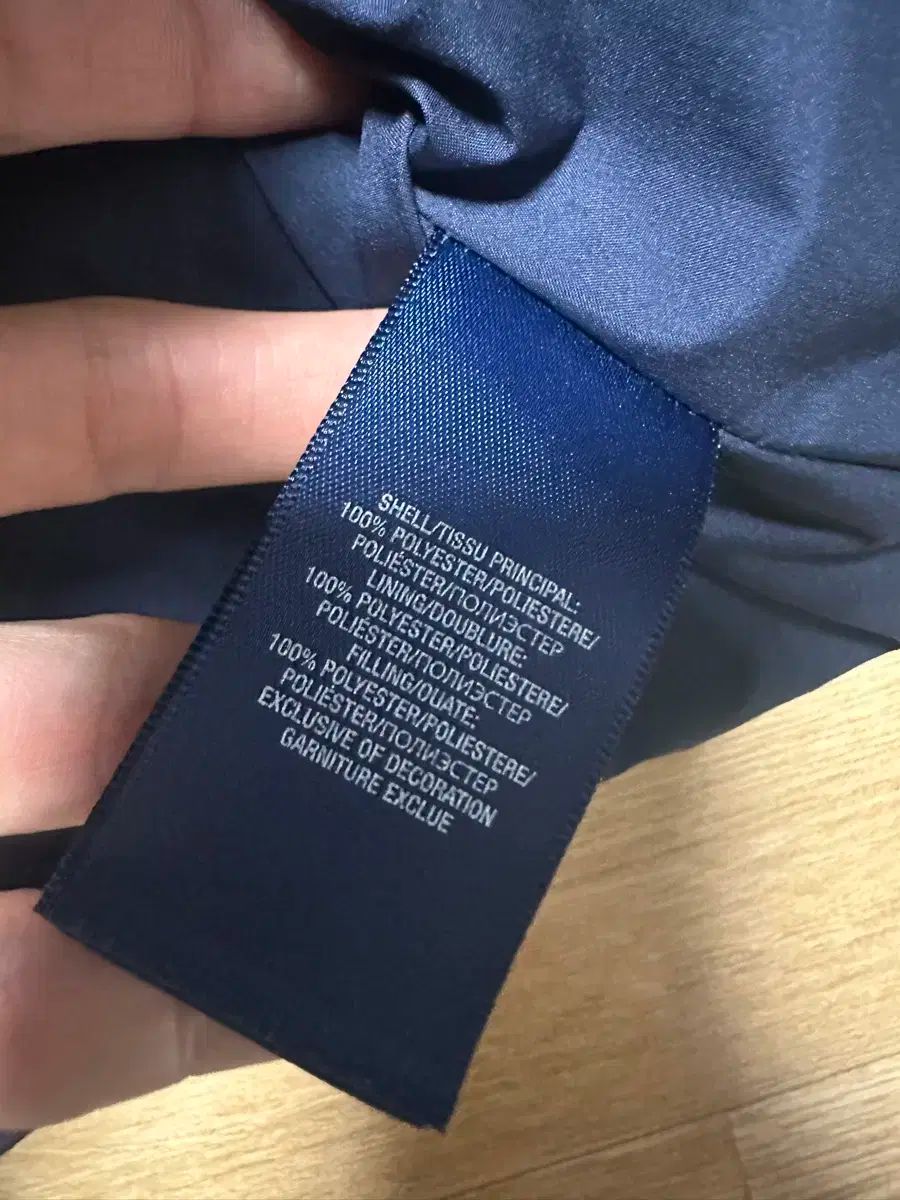 SHELL/TISSU PRINCIPAL:
100% POLYESTER/POLIESTERE/
POLIÉSTER/ПОЛИЭСТЕР
LINING/DOUBLURE:
100% POLYESTER/POLIESTERE/
POLIÉSTER/ПОЛИЭСТЕР
FILLING/OUATE:
100% POLYESTER/POLIESTERE/
POLIÉSTER/ПОЛИЭСТЕР
EXCLUSIVE OF DECORATION
GARNITURE EXCLUE